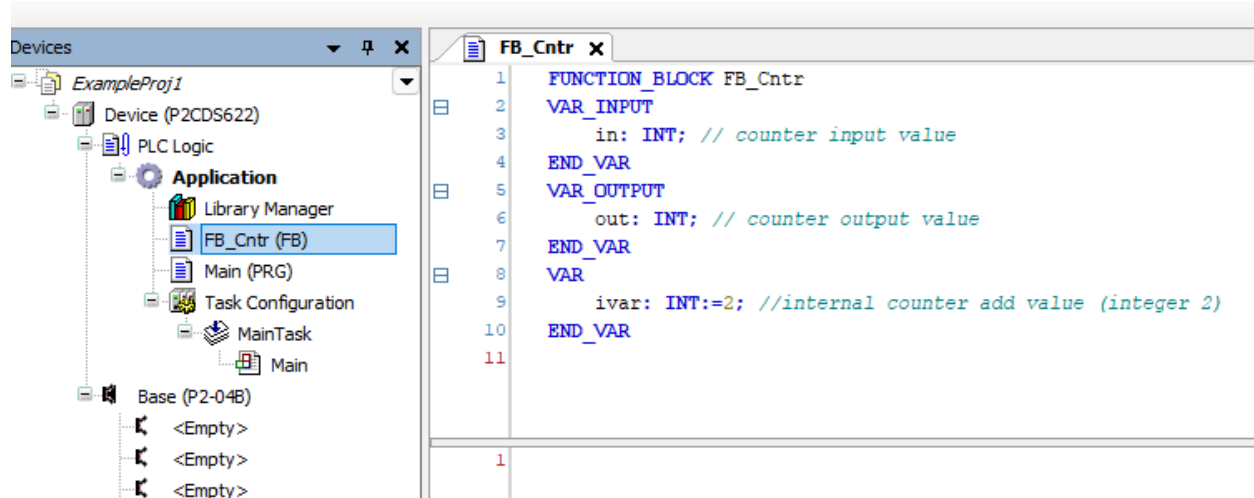 Devices
ExampleProj1
Device (P2CDS622)
PLC Logic
Application
Library Manager
FB_Cntr (FB)
Main (PRG)
Task Configuration
MainTask
Main
Base (P2-04B)
<Empty>
<Empty>
<Empty>
FB_Cntr X
1 FUNCTION_BLOCK FB_Cntr
2 VAR_INPUT
3 in: INT; // counter input value
4 END_VAR
5 VAR_OUTPUT
6 out: INT; // counter output value
7 END_VAR
8 VAR
9 ivar: INT:=2; //internal counter add value (integer 2)
10 END_VAR
11
1